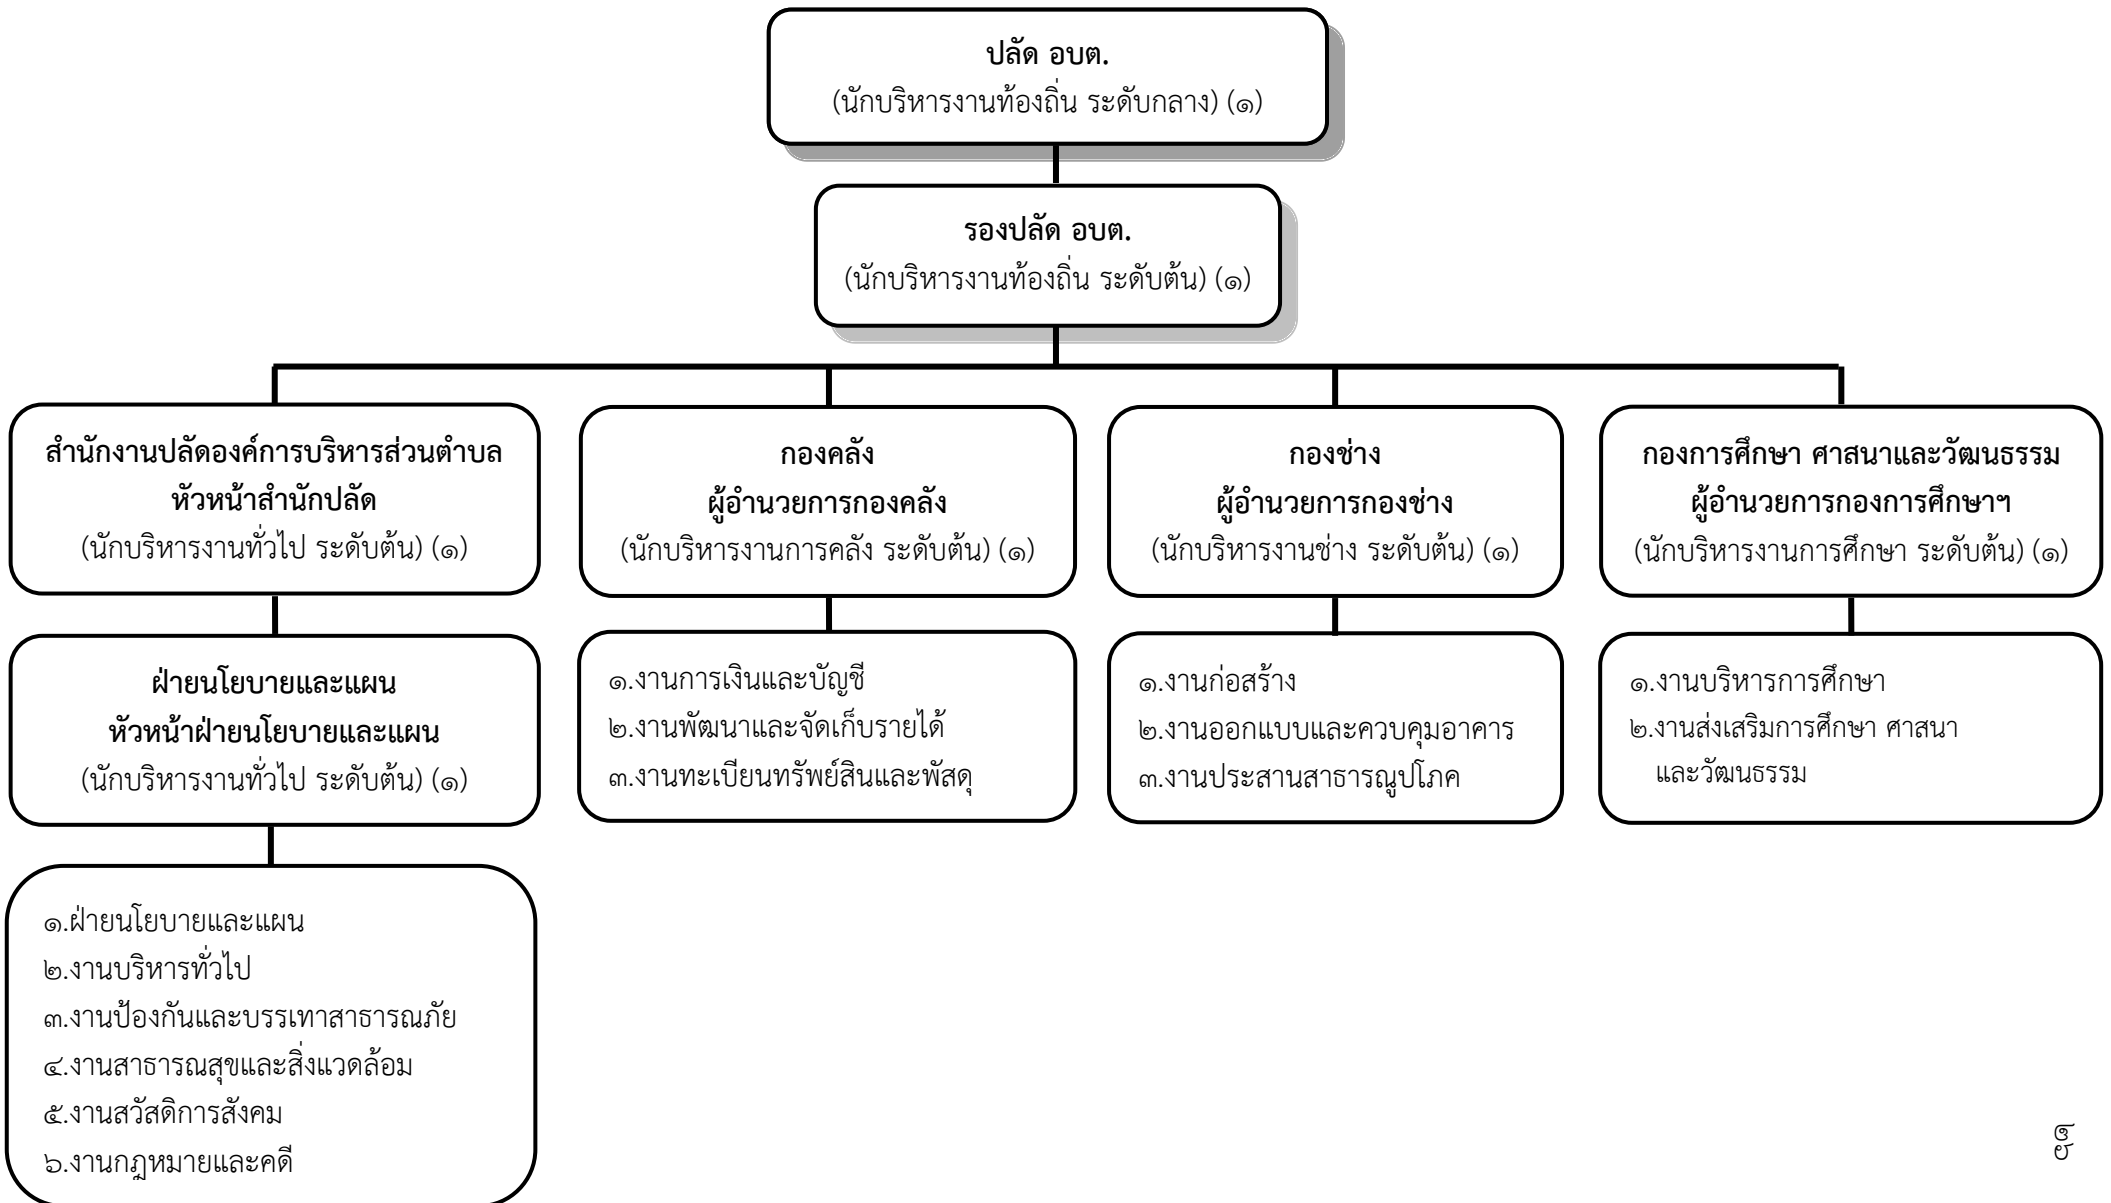 ปลัด อบต.
(นักบริหารงานท้องถิ่น ระดับกลาง) (๑)
รองปลัด อบต.
(นักบริหารงานท้องถิ่น ระดับต้น) (๑)
สำนักงานปลัดองค์การบริหารส่วนตำบล
หัวหน้าสำนักปลัด
(นักบริหารงานทั่วไป ระดับต้น) (๑)
กองคลัง
ผู้อำนวยการกองคลัง
(นักบริหารงานการคลัง ระดับต้น) (๑)
กองช่าง
ผู้อำนวยการกองช่าง
(นักบริหารงานช่าง ระดับต้น) (๑)
กองการศึกษา ศาสนาและวัฒนธรรม
ผู้อำนวยการกองการศึกษาฯ
(นักบริหารงานการศึกษา ระดับต้น) (๑)
ฝ่ายนโยบายและแผน
หัวหน้าฝ่ายนโยบายและแผน
(นักบริหารงานทั่วไป ระดับต้น) (๑)
๑.งานการเงินและบัญชี
๒.งานพัฒนาและจัดเก็บรายได้
๓.งานทะเบียนทรัพย์สินและพัสดุ
๑.งานก่อสร้าง
๒.งานออกแบบและควบคุมอาคาร
๓.งานประสานสาธารณูปโภค
๑.งานบริหารการศึกษา
๒.งานส่งเสริมการศึกษา ศาสนา
และวัฒนธรรม
๑.ฝ่ายนโยบายและแผน
๒.งานบริหารทั่วไป
๓.งานป้องกันและบรรเทาสาธารณภัย
๔.งานสาธารณสุขและสิ่งแวดล้อม
๕.งานสวัสดิการสังคม
๖.งานกฎหมายและคดี
๒๖